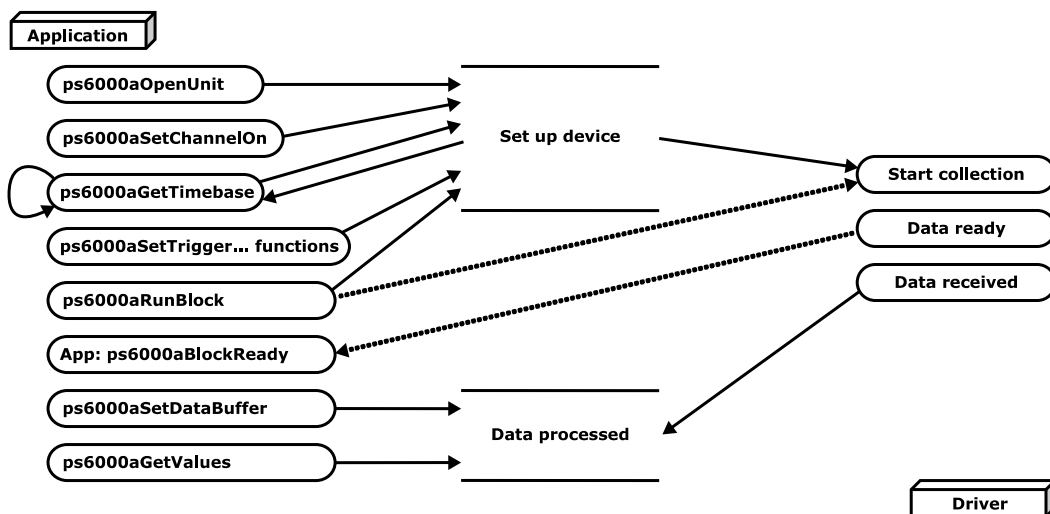 Application
ps6000aOpenUnit
ps6000aSetChannelOn
Set up device
ps6000aGetTimebase
Start collection
ps6000aSetTrigger... functions
Data ready
ps6000aRunBlock
Data received
App: ps6000aBlockReady
ps6000aSetDataBuffer
Data processed
ps6000aGetValues
Driver